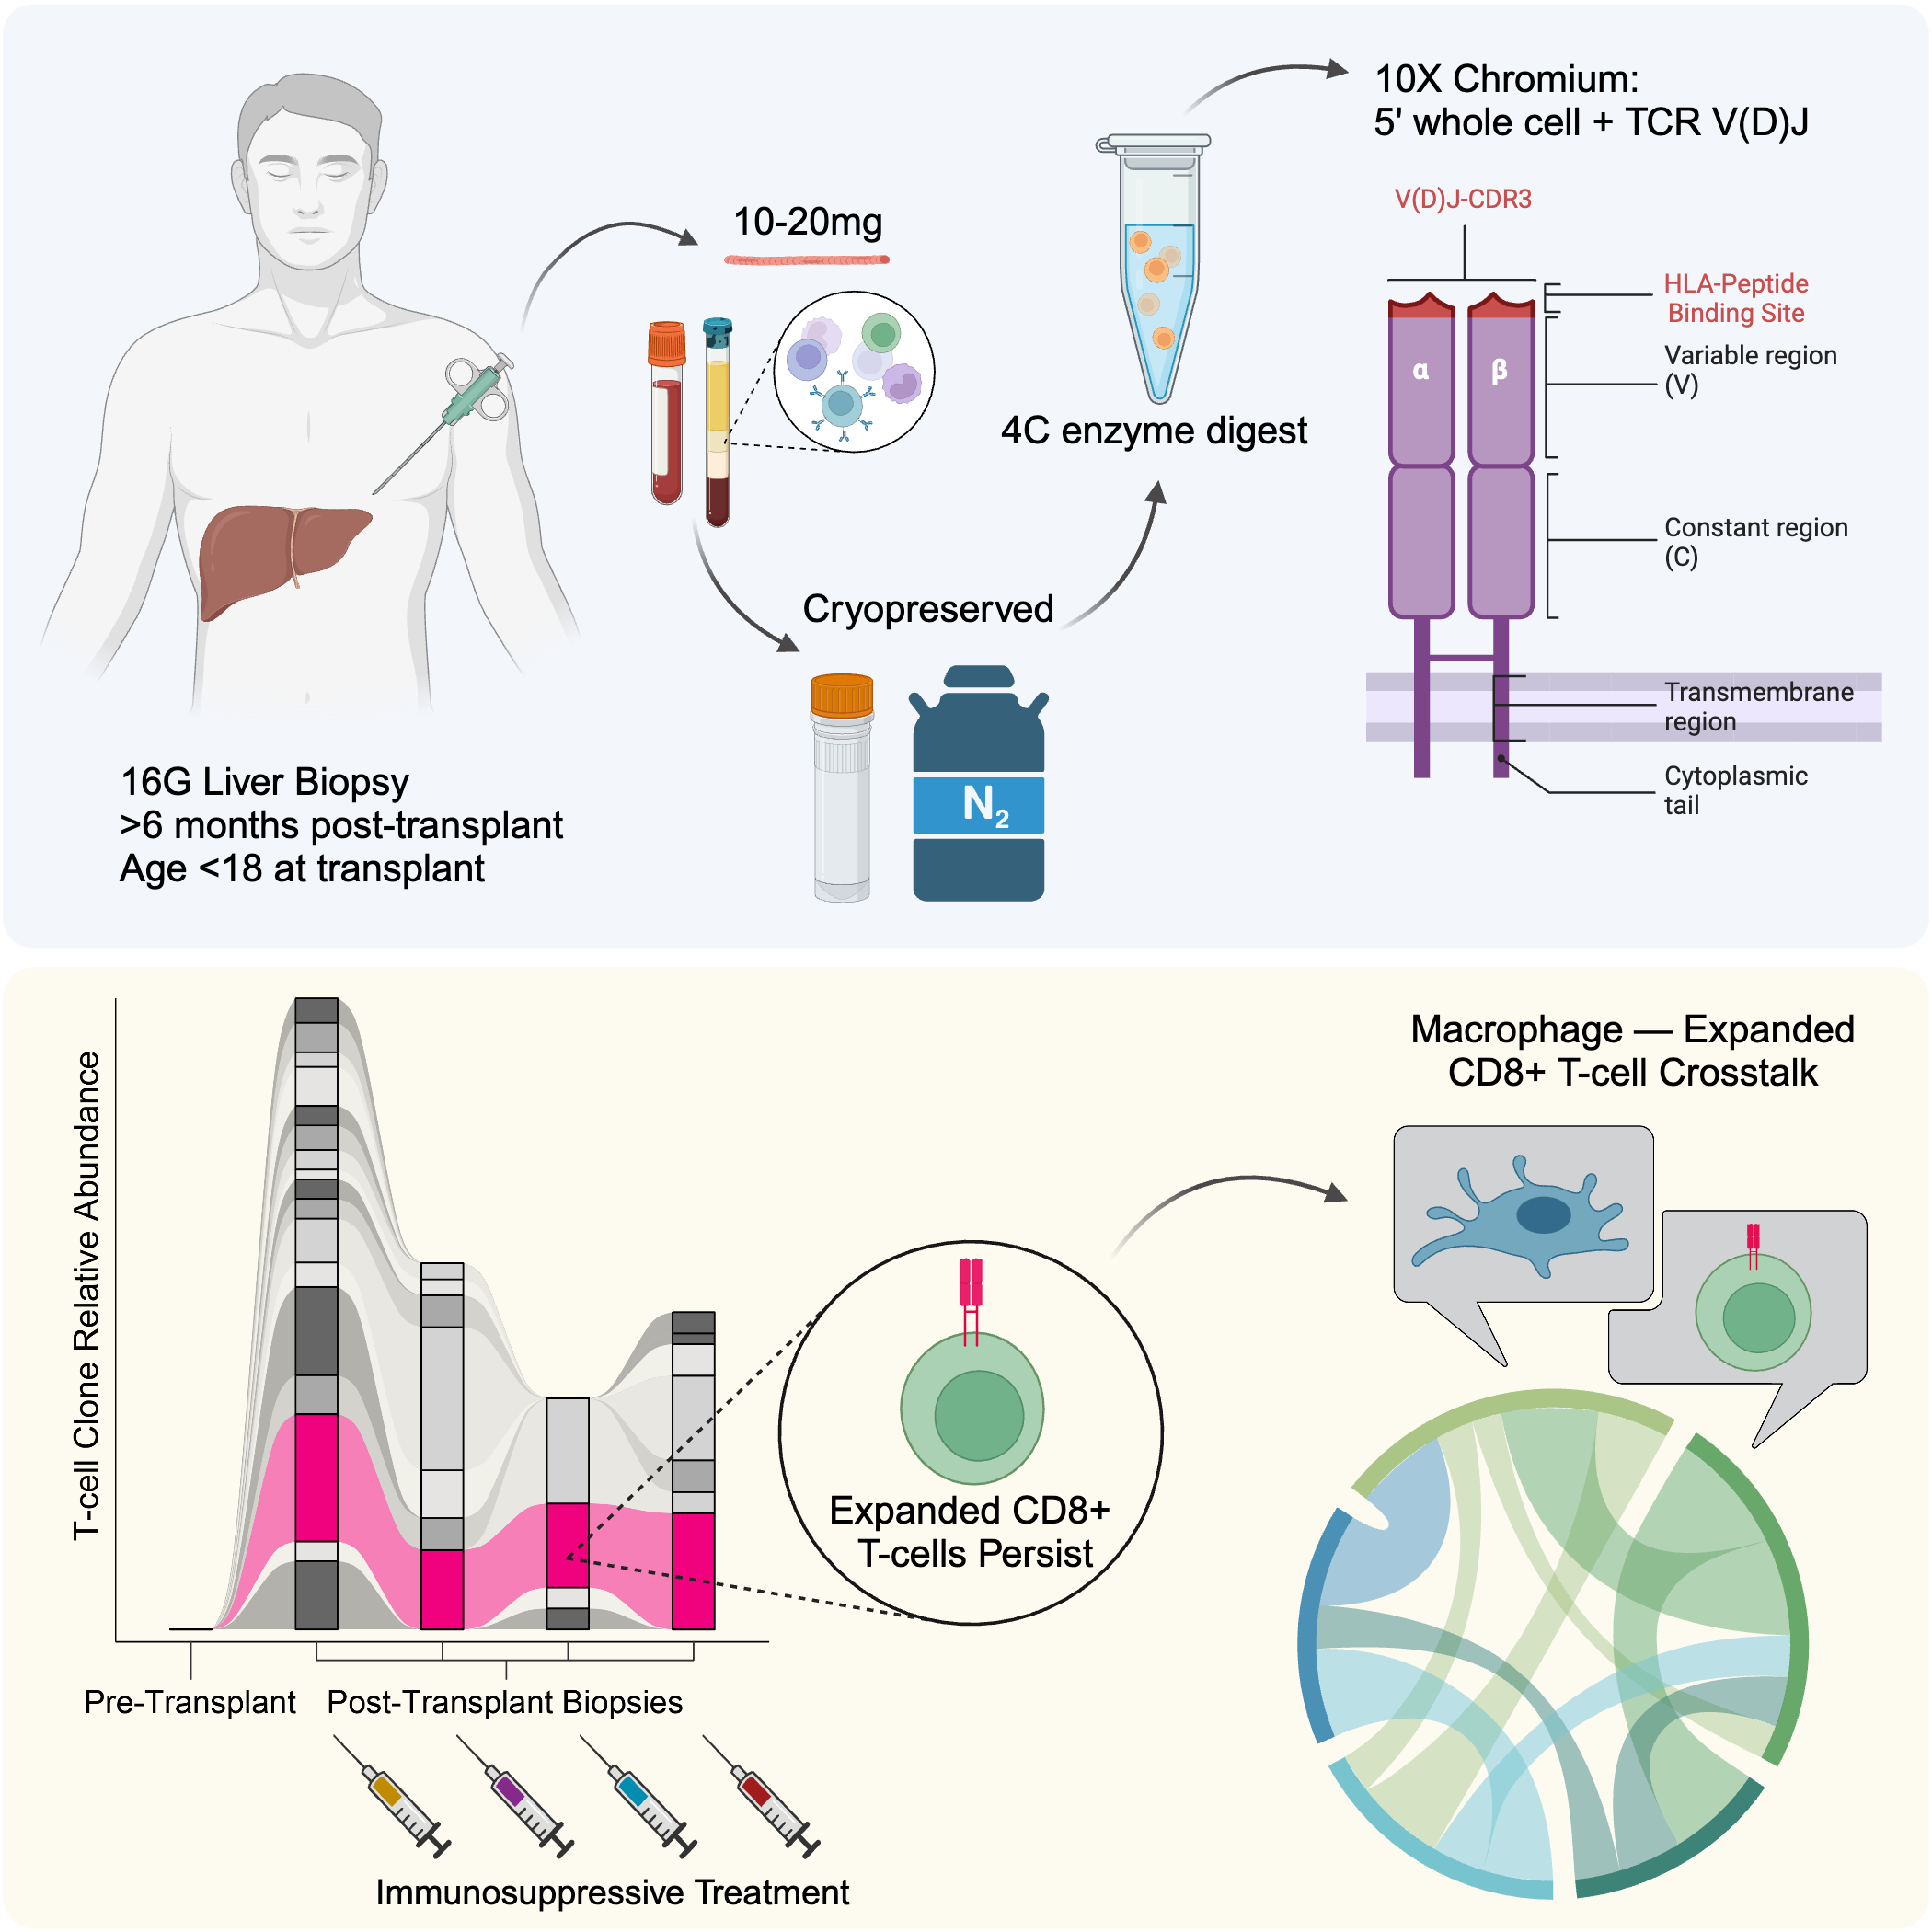 10X Chromium:
5' whole cell + TCR V(D)J
V(D)J-CDR3
10-20mg
HLA-Peptide
Binding Site
Variable region
(V)
α
β
4C enzyme digest
Constant region
(C)
Cryopreserved
Transmembrane
region
Cytoplasmic
tail
N₂
16G Liver Biopsy
>6 months post-transplant
Age <18 at transplant
T-cell Clone Relative Abundance
Macrophage — Expanded
CD8+ T-cell Crosstalk
Expanded CD8+
T-cells Persist
Pre-Transplant
Post-Transplant Biopsies
Immunosuppressive Treatment